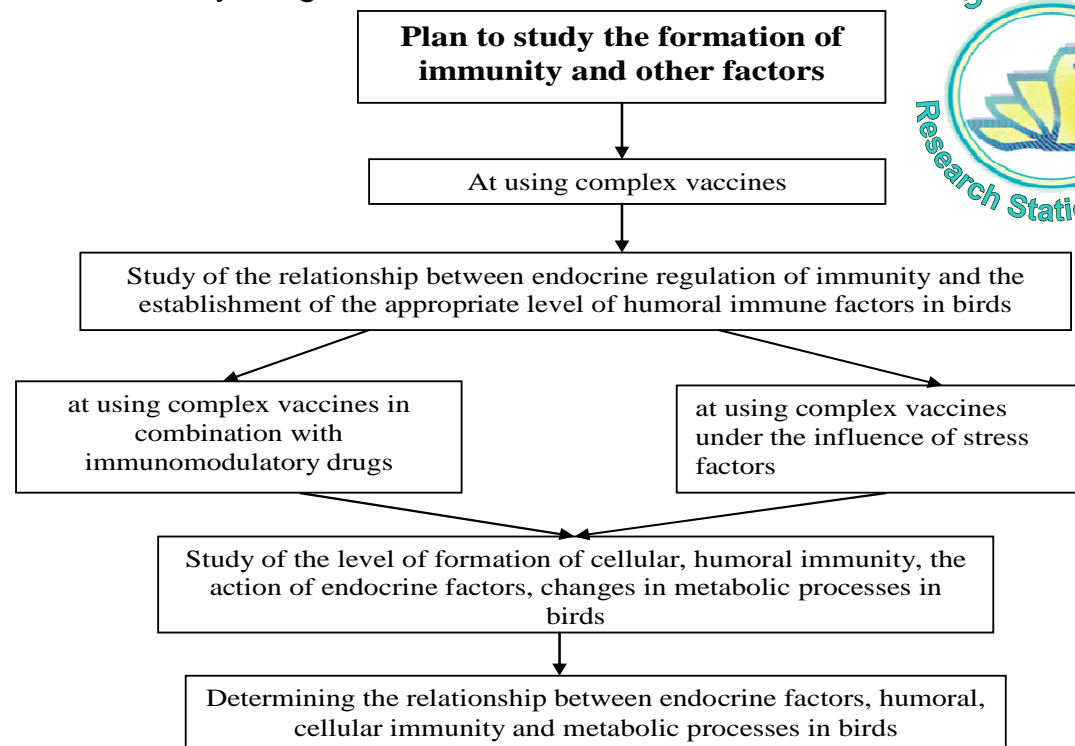 Plan to study the formation of
immunity and other factors
At using complex vaccines
Research
Study of the relationship between endocrine regulation of immunity and the
establishment of the appropriate level of humoral immune factors in birds
at using complex vaccines in
combination with
immunomodulatory drugs
at using complex vaccines
under the influence of stress
factors
Study of the level of formation of cellular, humoral immunity, the
action of endocrine factors, changes in metabolic processes in
birds
Determining the relationship between endocrine factors, humoral,
cellular immunity and metabolic processes in birds